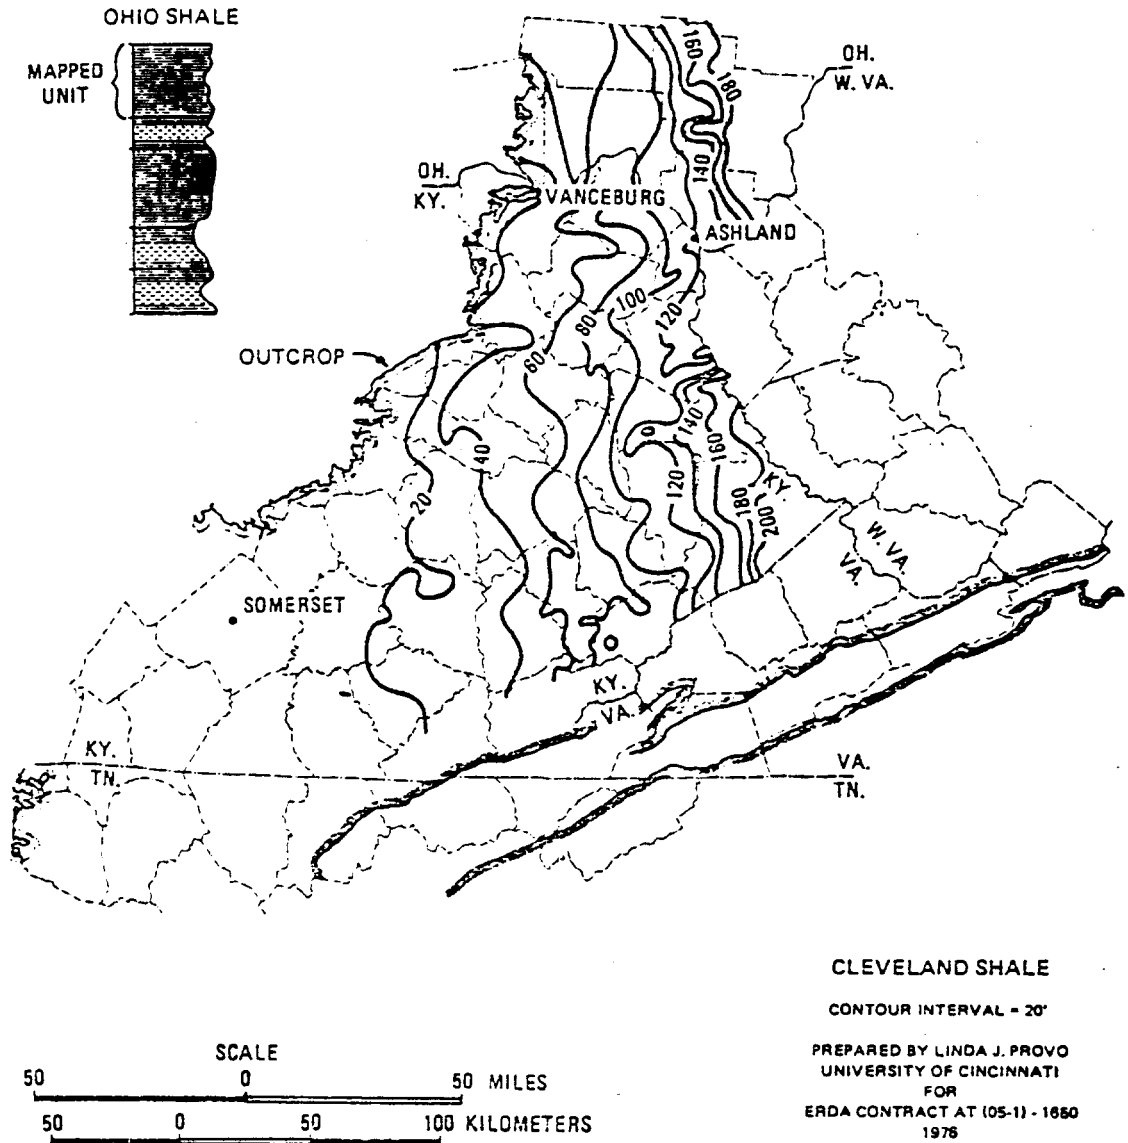 OHIO SHALE
MAPPED
UNIT
160
OH.
W. VA.
180
140
OH.
KY.
VANCEBURG
ASHLAND
100
80
120
OUTCROP
60
140
160
40
120
20
180
200
KY.
W. VA.
VA.
SOMERSET
KY.
VA.
KY.
TN.
VA.
TN.
CLEVELAND SHALE
CONTOUR INTERVAL = 20'
PREPARED BY LINDA J. PROVO
UNIVERSITY OF CINCINNATI
FOR
ERDA CONTRACT AT (05-1) - 1650
1976
SCALE
50 0 50 MILES
50 0 50 100 KILOMETERS